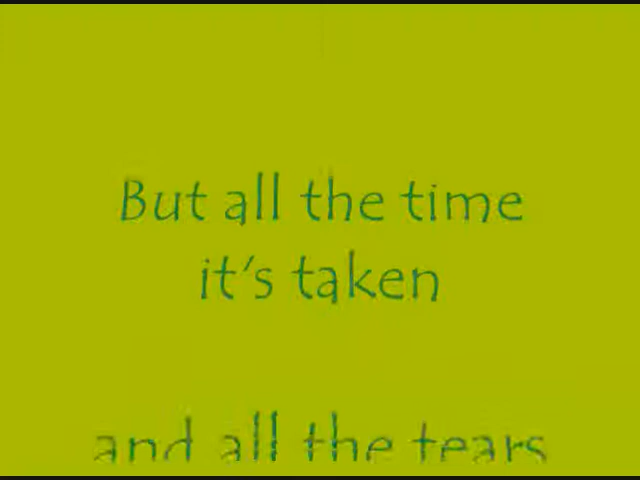 But all the time
it's taken
and all the tears